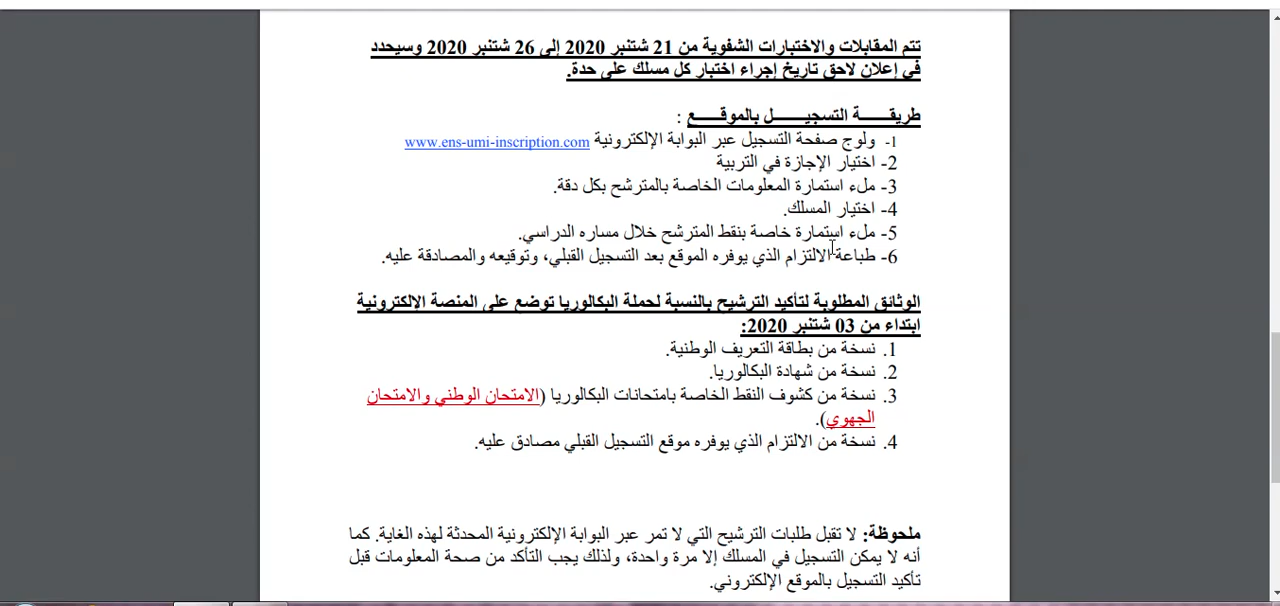 تتم المقابلات والاختبارات الشفوية من 21 شتنبر 2020 إلى 26 شتنبر 2020 وسيحدد
في إعلان لاحق تاريخ إجراء اختبار كل مسلك على حدة.
طريقـــــة التسجيـــــــل بالموقـــــع :
1- ولوج صفحة التسجيل عبر البوابة الإلكترونية www.ens-umi-inscription.com
2- اختيار الإجازة في التربية
3- ملء استمارة المعلومات الخاصة بالمترشح بكل دقة.
4- اختيار المسلك.
5- ملء استمارة خاصة بنقط المترشح خلال مساره الدراسي.
6- طباعة الالتزام الذي يوفره الموقع بعد التسجيل القبلي، وتوقيعه والمصادقة عليه.
الوثائق المطلوبة لتأكيد الترشيح بالنسبة لحملة البكالوريا توضع على المنصة الإلكترونية
ابتداء من 03 شتنبر 2020:
1. نسخة من بطاقة التعريف الوطنية.
2. نسخة من شهادة البكالوريا.
3. نسخة من كشوف النقط الخاصة بامتحانات البكالوريا (الامتحان الوطني والامتحان
الجهوي).
4. نسخة من الالتزام الذي يوفره موقع التسجيل القبلي مصادق عليه.
ملحوظة: لا تقبل طلبات الترشيح التي لا تمر عبر البوابة الإلكترونية المحدثة لهذه الغاية. كما
أنه لا يمكن التسجيل في المسلك إلا مرة واحدة، ولذلك يجب التأكد من صحة المعلومات قبل
تأكيد التسجيل بالموقع الإلكتروني.